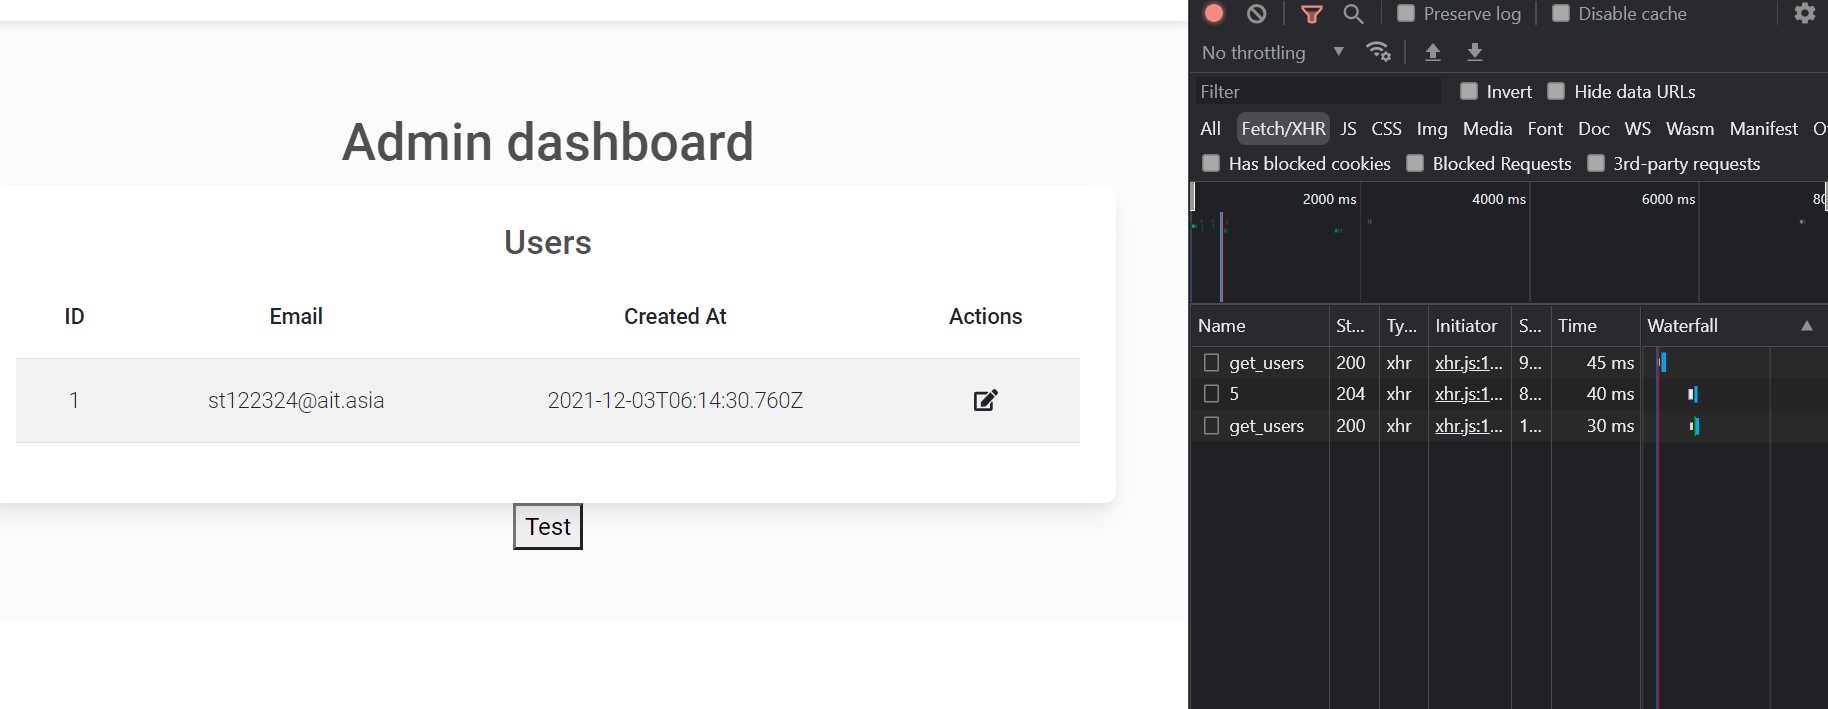 Admin dashboard
Users
ID Email Created At Actions
1 st122324@ait.asia 2021-12-03T06:14:30.760Z
Test
Preserve log Disable cache
No throttling
Filter Invert Hide data URLs
All Fetch/XHR JS CSS Img Media Font Doc WS Wasm Manifest O
Has blocked cookies Blocked Requests 3rd-party requests
2000 ms 4000 ms 6000 ms 80
Name St... Ty... Initiator S... Time Waterfall
get_users 200 xhr xhr.js:1... 9... 45 ms
5 204 xhr xhr.js:1... 8... 40 ms
get_users 200 xhr xhr.js:1... 1... 30 ms